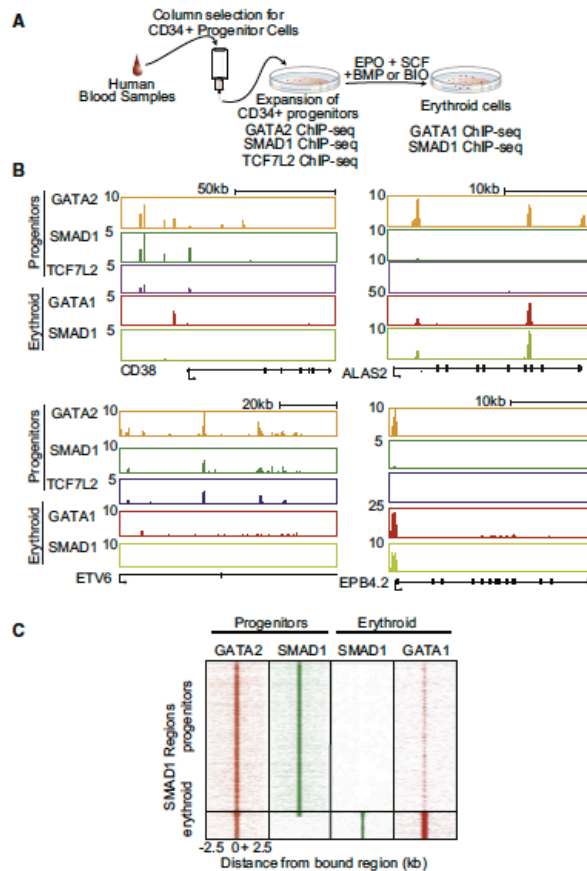 A
Column selection for
CD34+ Progenitor Cells
Human
Blood Samples
Expansion of
CD34+ progenitors
GATA2 ChIP-seq
SMAD1 ChIP-seq
TCF7L2 ChIP-seq
EPO + SCF
+BMP or BIO
Erythroid cells
GATA1 ChIP-seq
SMAD1 ChIP-seq
B
Progenitors
Erythroid
50kb
GATA2 10
SMAD1 5
TCF7L2 5
GATA1 5
SMAD1 5
CD38
10kb
10
10
10
50
10
ALAS2
Progenitors
Erythroid
20kb
GATA2 10
SMAD1 10
TCF7L2 5
GATA1 10
SMAD1 10
ETV6
10kb
10
5
25
10
EPB4.2
C
Progenitors Erythroid
GATA2 SMAD1 SMAD1 GATA1
SMAD1 Regions
progenitors
erythroid
-2.5 0+ 2.5
Distance from bound region (kb)